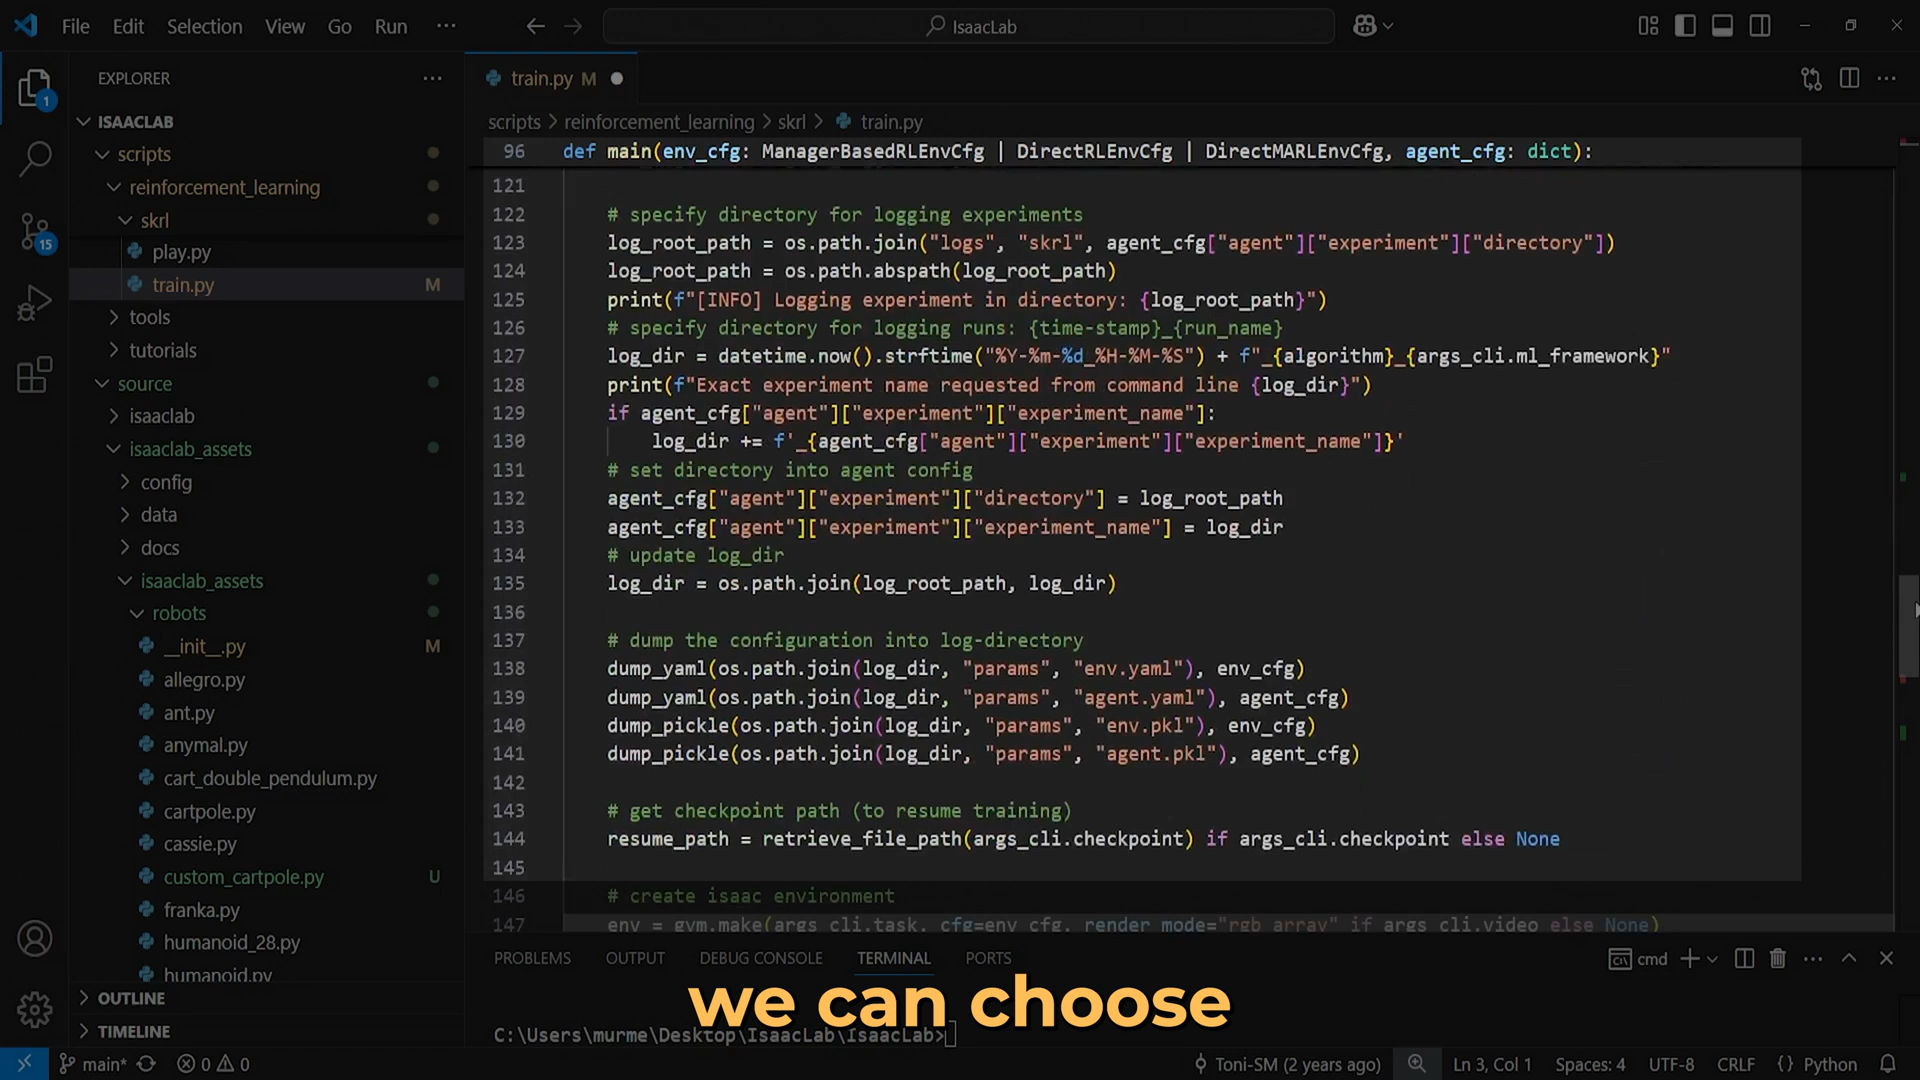 File Edit Selection View Go Run ···
IsaacLab
EXPLORER ···
train.py M
scripts > reinforcement_learning > skrl > train.py
ISAACLAB
scripts
reinforcement_learning
skrl
play.py
train.py M
tools
tutorials
source
isaaclab
isaaclab_assets
config
data
docs
isaaclab_assets
robots
__init__.py M
allegro.py
ant.py
anymal.py
cart_double_pendulum.py
cartpole.py
cassie.py
custom_cartpole.py U
franka.py
humanoid_28.py
humanoid.py
OUTLINE
TIMELINE
1
15
96 def main(env_cfg: ManagerBasedRLEnvCfg | DirectRLEnvCfg | DirectMARLEnvCfg, agent_cfg: dict):
121
122 # specify directory for logging experiments
123 log_root_path = os.path.join("logs", "skrl", agent_cfg["agent"]["experiment"]["directory"])
124 log_root_path = os.path.abspath(log_root_path)
125 print(f"[INFO] Logging experiment in directory: {log_root_path}")
126 # specify directory for logging runs: {time-stamp}_{run_name}
127 log_dir = datetime.now().strftime("%Y-%m-%d_%H-%M-%S") + f"_{algorithm}_{args_cli.ml_framework}"
128 print(f"Exact experiment name requested from command line {log_dir}")
129 if agent_cfg["agent"]["experiment"]["experiment_name"]:
130 log_dir += f'_{agent_cfg["agent"]["experiment"]["experiment_name"]}'
131 # set directory into agent config
132 agent_cfg["agent"]["experiment"]["directory"] = log_root_path
133 agent_cfg["agent"]["experiment"]["experiment_name"] = log_dir
134 # update log_dir
135 log_dir = os.path.join(log_root_path, log_dir)
136
137 # dump the configuration into log-directory
138 dump_yaml(os.path.join(log_dir, "params", "env.yaml"), env_cfg)
139 dump_yaml(os.path.join(log_dir, "params", "agent.yaml"), agent_cfg)
140 dump_pickle(os.path.join(log_dir, "params", "env.pkl"), env_cfg)
141 dump_pickle(os.path.join(log_dir, "params", "agent.pkl"), agent_cfg)
142
143 # get checkpoint path (to resume training)
144 resume_path = retrieve_file_path(args_cli.checkpoint) if args_cli.checkpoint else None
145
146 # create isaac environment
147 env = gym.make(args_cli.task, cfg=env_cfg, render_mode="rgb_array" if args_cli.video else None)
PROBLEMS OUTPUT DEBUG CONSOLE TERMINAL PORTS
cmd
we can choose
C:\Users\murme\Desktop\IsaacLab\IsaacLab>
main* 0 0 Toni-SM (2 years ago) Ln 3, Col 1 Spaces: 4 UTF-8 CRLF {} Python